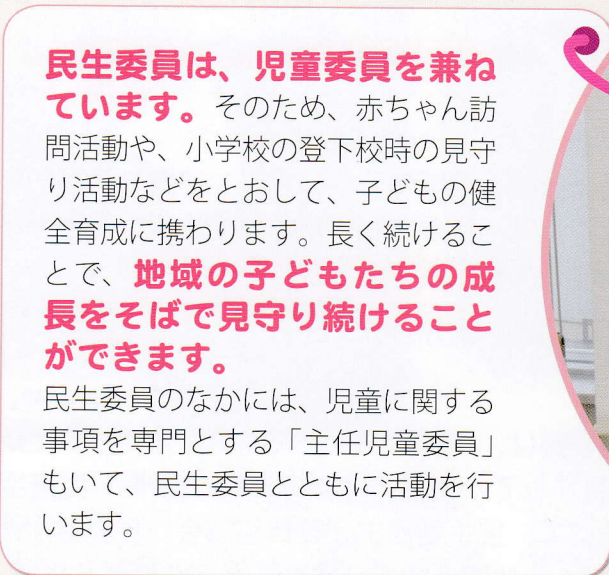 民生委員は、児童委員を兼ね
ています。そのため、赤ちゃん訪
問活動や、小学校の登下校時の見守
り活動などをとおして、子どもの健
全育成に携わります。長く続けるこ
とで、地域の子どもたちの成
長をそばで見守り続けること
ができます。
民生委員のなかには、児童に関する
事項を専門とする「主任児童委員」
もいて、民生委員とともに活動を行
います。